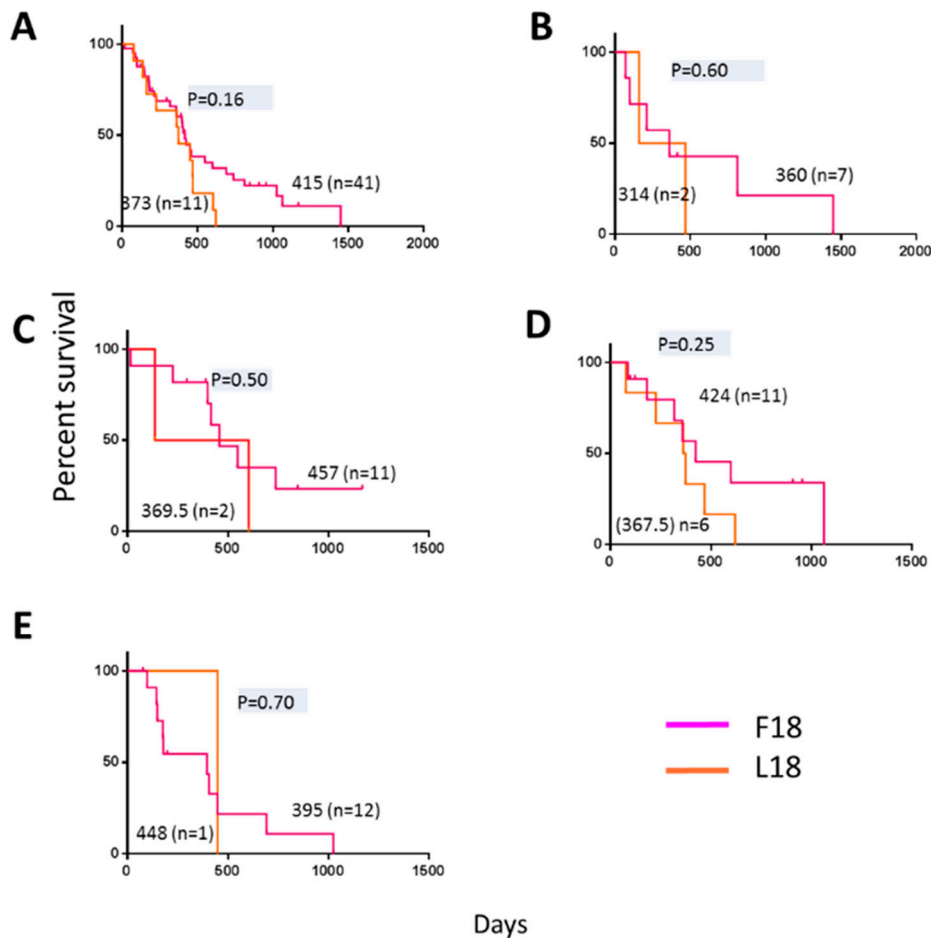 A
100
50
0
P=0.16
415 (n=41)
373 (n=11)
0 500 1000 1500 2000
B
100
50
0
P=0.60
360 (n=7)
314 (n=2)
0 500 1000 1500 2000
Percent survival
C
100
50
0
P=0.50
457 (n=11)
369.5 (n=2)
0 500 1000 1500
D
100
50
0
P=0.25
424 (n=11)
(367.5) n=6
0 500 1000 1500
E
100
50
0
P=0.70
395 (n=12)
448 (n=1)
0 500 1000 1500
F18
L18
Days